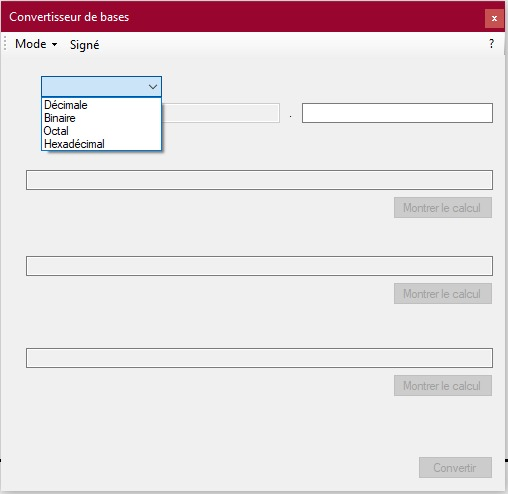 Convertisseur de bases x
Mode Signé ?
Décimale
Binaire .
Octal
Hexadécimal
Montrer le calcul
Montrer le calcul
Montrer le calcul
Convertir